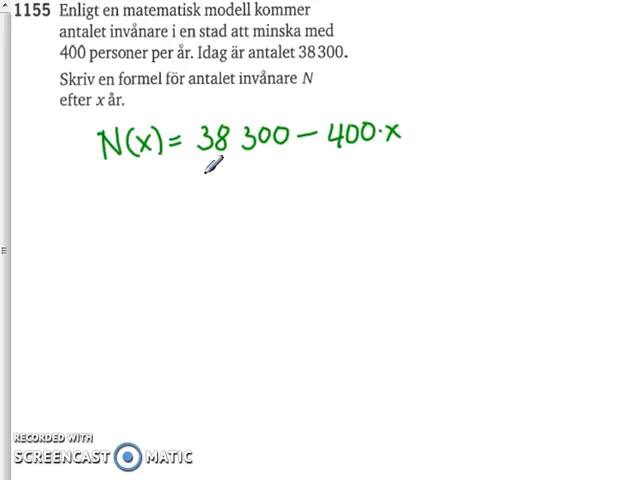 1155 Enligt en matematisk modell kommer
antalet invånare i en stad att minska med
400 personer per år. Idag är antalet 38 300.
Skriv en formel för antalet invånare N
efter x år.
N(x) = 38 300 – 400·x
RECORDED WITH
SCREENCAST MATIC